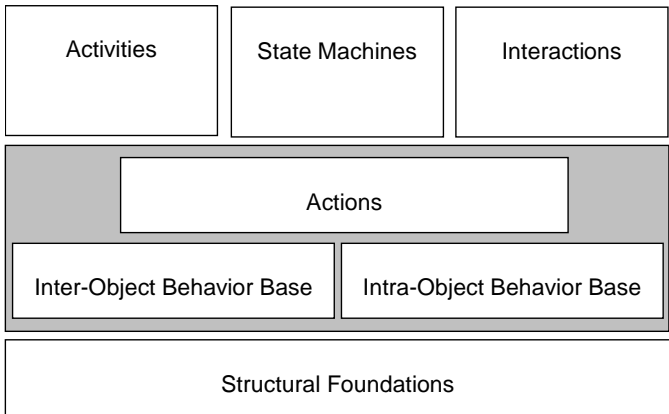 Activities
State Machines
Interactions
Actions
Inter-Object Behavior Base
Intra-Object Behavior Base
Structural Foundations